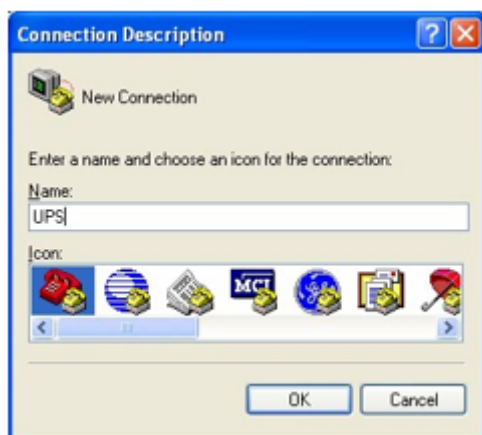 Connection Description
New Connection
Enter a name and choose an icon for the connection:
Name:
UPS
Icon:
MCI
OK Cancel